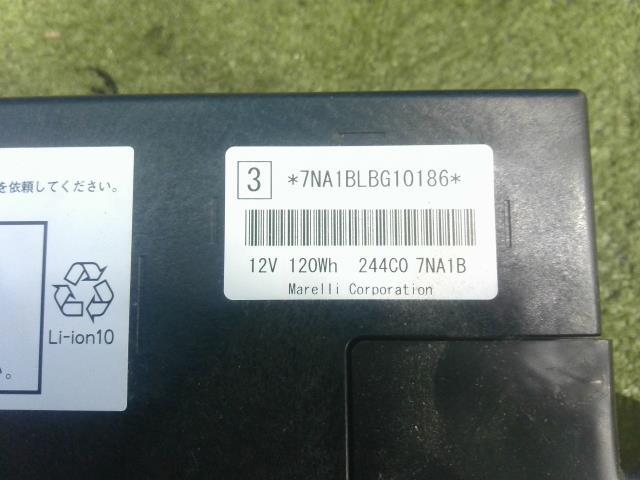 を依頼してください。
Li-ion10
い。
3 *7NA1BLBG10186*
12V 120Wh 244C0 7NA1B
Marelli Corporation